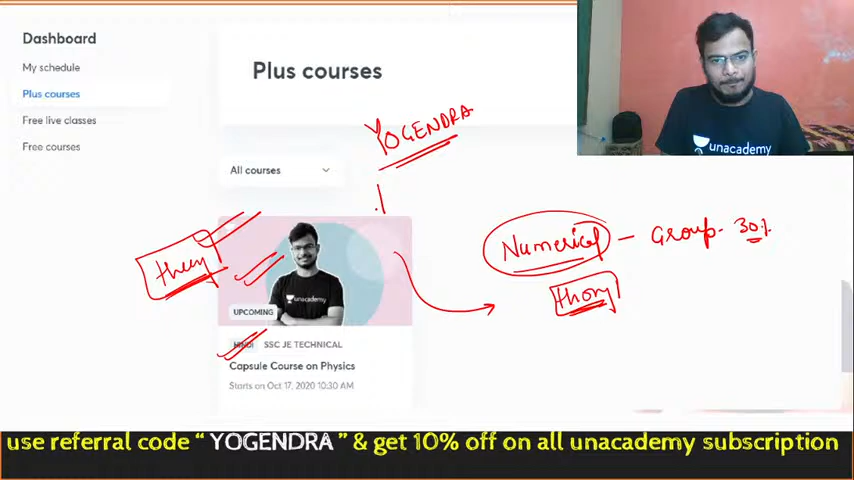 Dashboard
My schedule
Plus courses
Free live classes
Free courses
Plus courses
YOGENDRA
All courses
unacademy
theory
Numerical - Group- 30%
thory
unacademy
UPCOMING
HINDI SSC JE TECHNICAL
Capsule Course on Physics
Starts on Oct 17, 2020 10:30 AM
use referral code “ YOGENDRA ” & get 10% off on all unacademy subscription